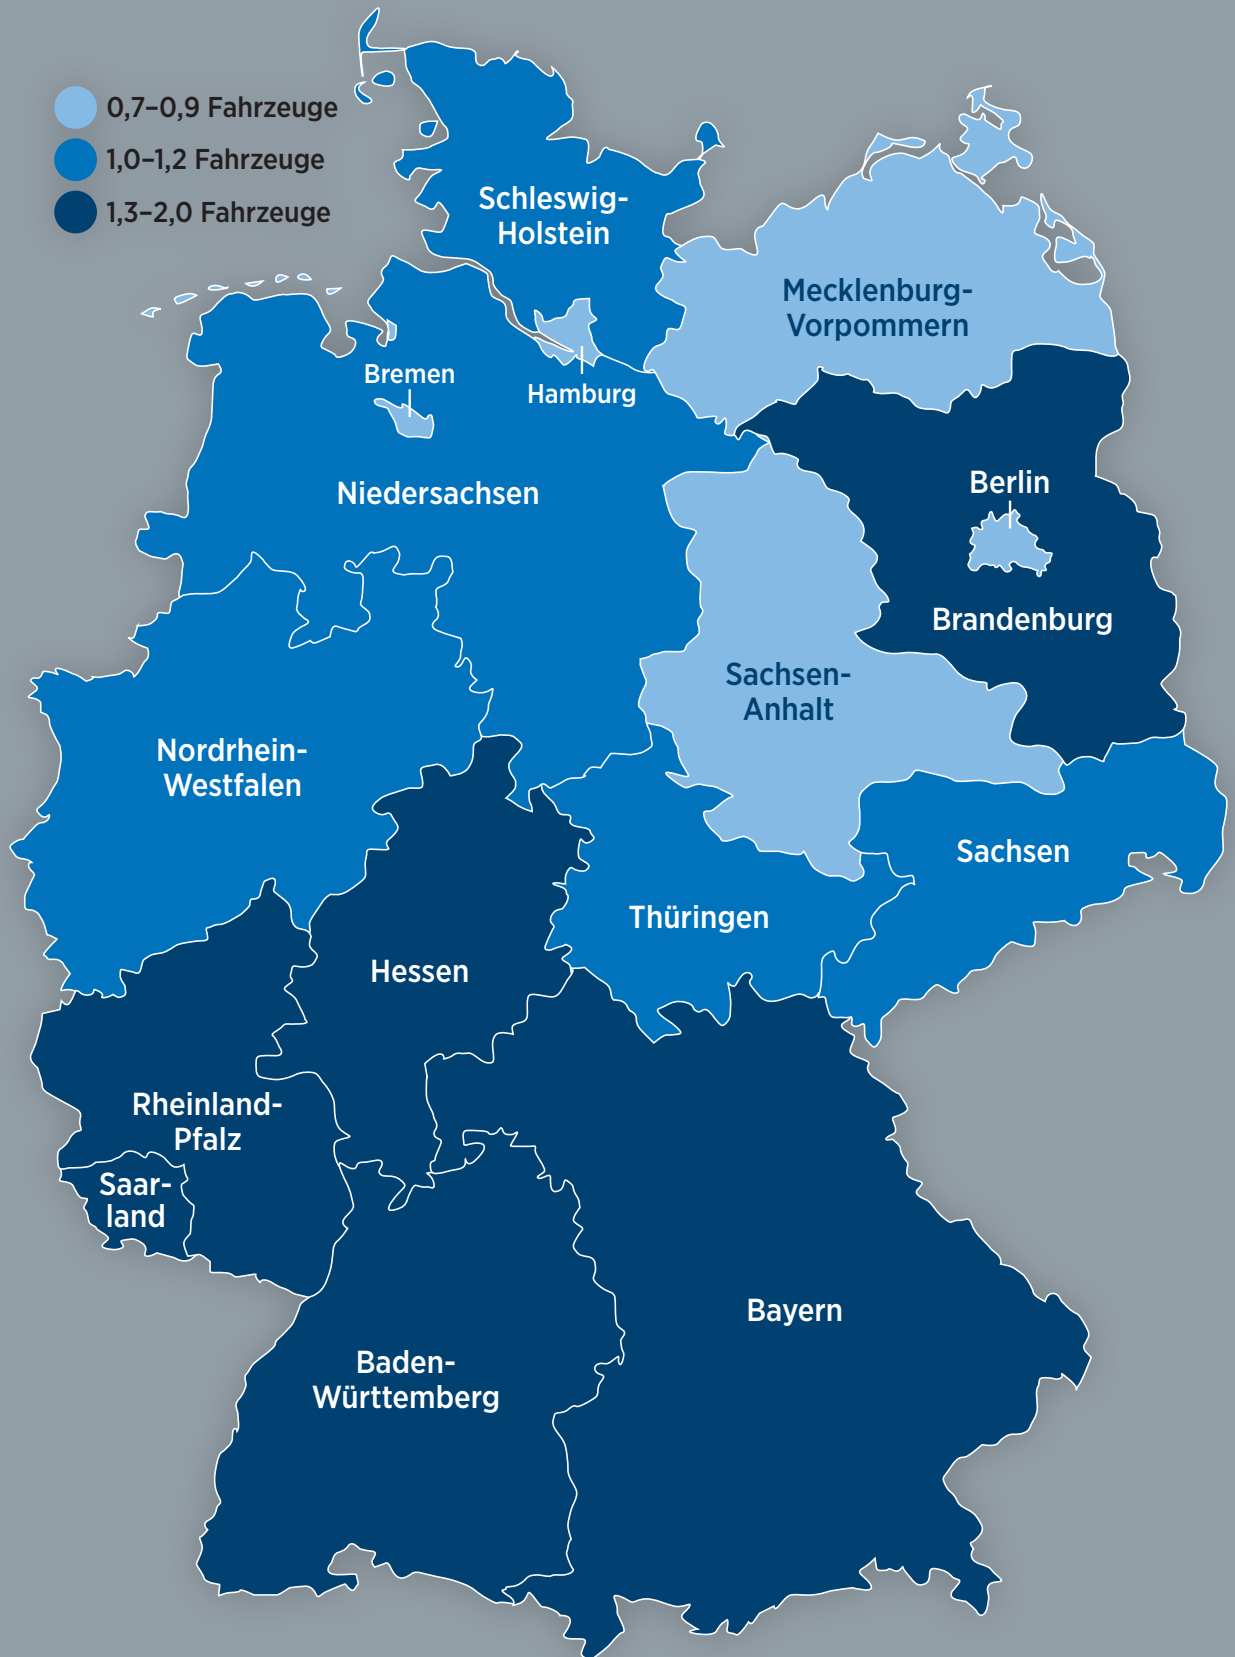 0,7–0,9 Fahrzeuge
1,0–1,2 Fahrzeuge
1,3–2,0 Fahrzeuge
Schleswig-
Holstein
Mecklenburg-
Vorpommern
Bremen
Hamburg
Niedersachsen
Berlin
Brandenburg
Sachsen-
Anhalt
Nordrhein-
Westfalen
Sachsen
Thüringen
Hessen
Rheinland-
Pfalz
Saar-
land
Bayern
Baden-
Württemberg